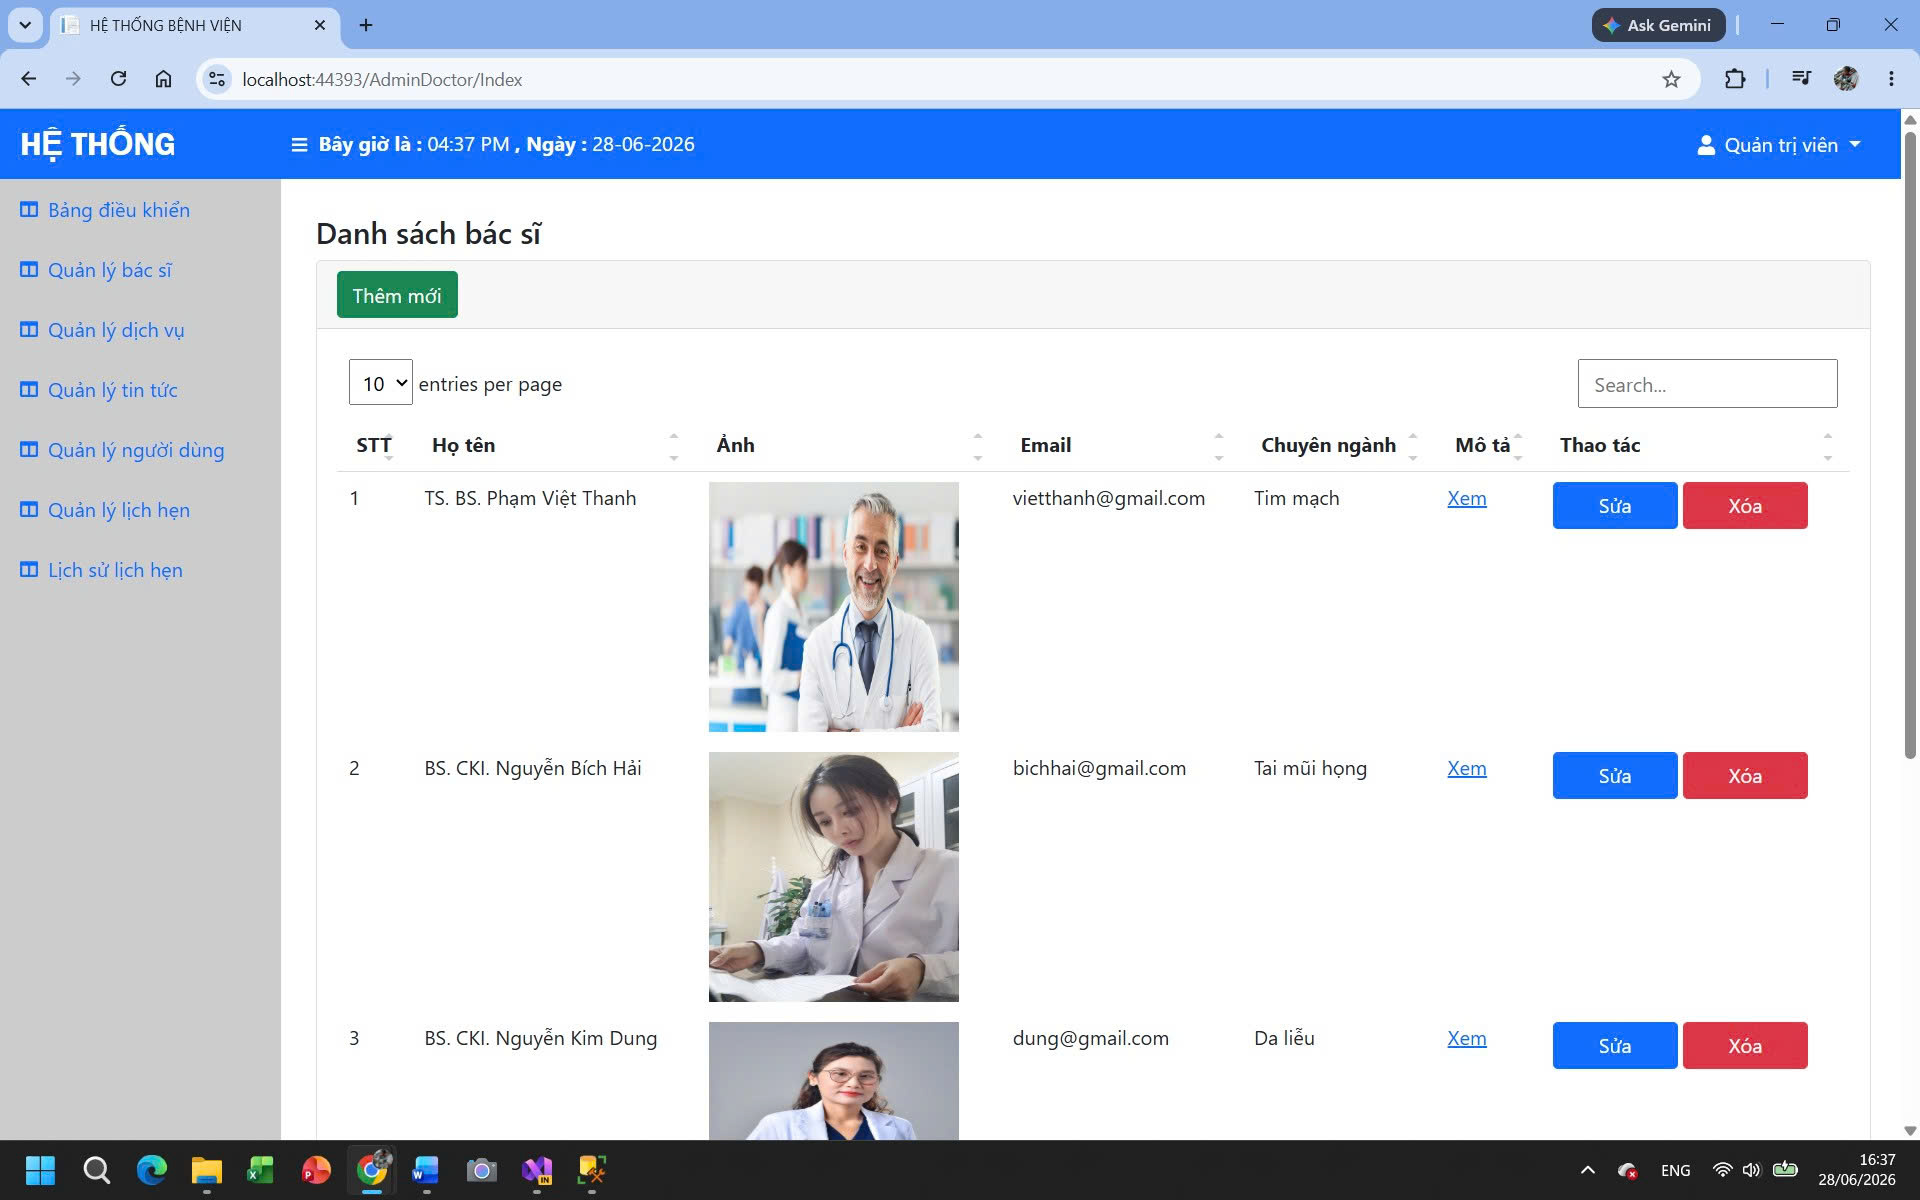 HỆ THỐNG BỆNH VIỆN
Ask Gemini
localhost:44393/AdminDoctor/Index
HỆ THỐNG
Bây giờ là : 04:37 PM , Ngày : 28-06-2026
Quản trị viên
Bảng điều khiển
Quản lý bác sĩ
Quản lý dịch vụ
Quản lý tin tức
Quản lý người dùng
Quản lý lịch hẹn
Lịch sử lịch hẹn
Danh sách bác sĩ
Thêm mới
10 entries per page
Search...
STT Họ tên Ảnh Email Chuyên ngành Mô tả Thao tác
1 TS. BS. Phạm Việt Thanh vietthanh@gmail.com Tim mạch Xem Sửa Xóa
2 BS. CKI. Nguyễn Bích Hải bichhai@gmail.com Tai mũi họng Xem Sửa Xóa
3 BS. CKI. Nguyễn Kim Dung dung@gmail.com Da liễu Xem Sửa Xóa
ENG
16:37
28/06/2026